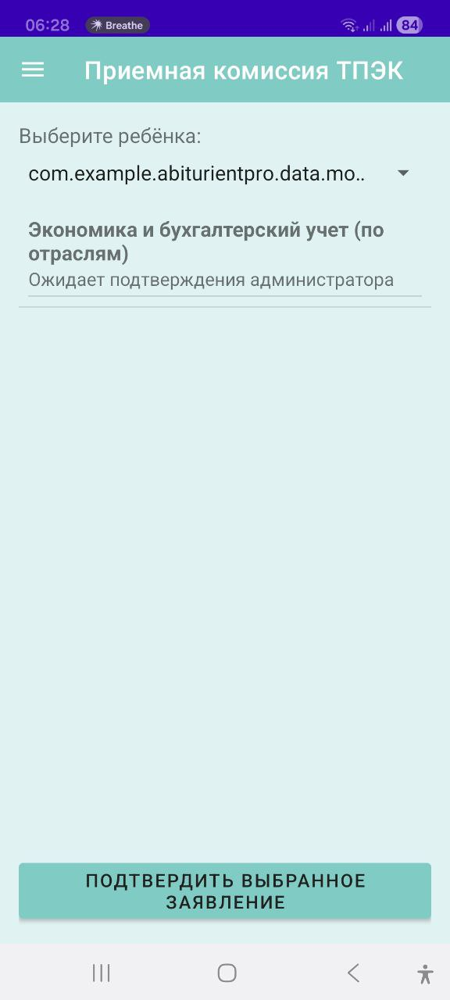 06:28
Breathe
84
Приемная комиссия ТПЭК
Выберите ребёнка:
com.example.abiturientpro.data.mo..
Экономика и бухгалтерский учет (по
отраслям)
Ожидает подтверждения администратора
ПОДТВЕРДИТЬ ВЫБРАННОЕ
ЗАЯВЛЕНИЕ